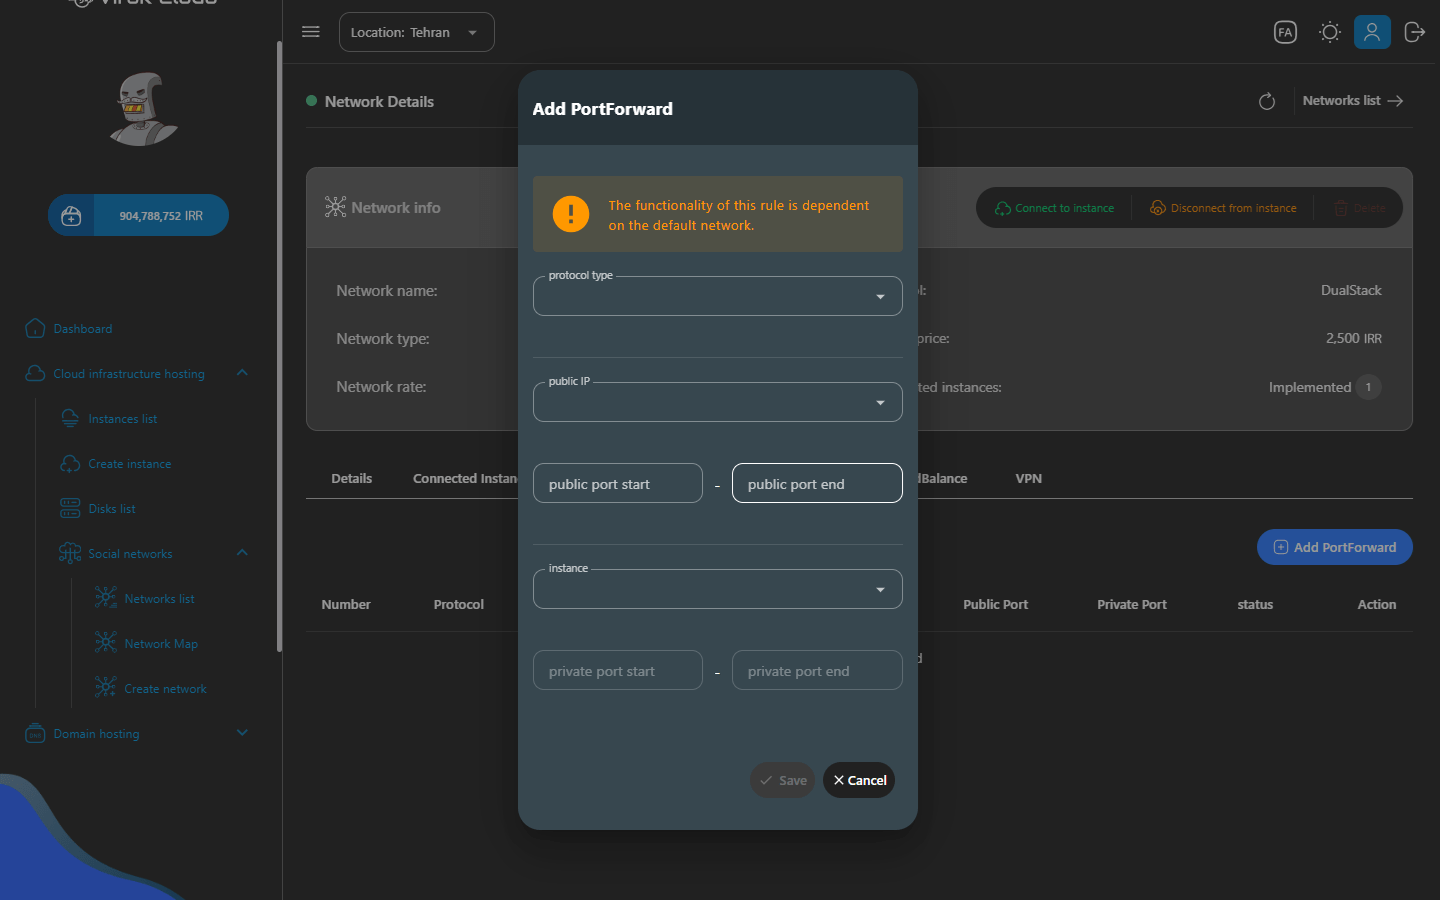 Location: Tehran
FA
Network Details
Networks list
Add PortForward
904,788,752 IRR
Network info
Connect to instance
Disconnect from instance
Delete
The functionality of this rule is dependent
on the default network.
protocol type
Network name:
DualStack
Network type:
price:
2,500 IRR
Network rate:
ted instances:
Implemented 1
Dashboard
Cloud infrastructure hosting
Instances list
Create instance
Disks list
Social networks
Networks list
Network Map
Create network
Domain hosting
public IP
Details
Connected Instan
dBalance
VPN
public port start
-
public port end
Add PortForward
instance
Number
Protocol
Public Port
Private Port
status
Action
private port start
-
private port end
Save
Cancel